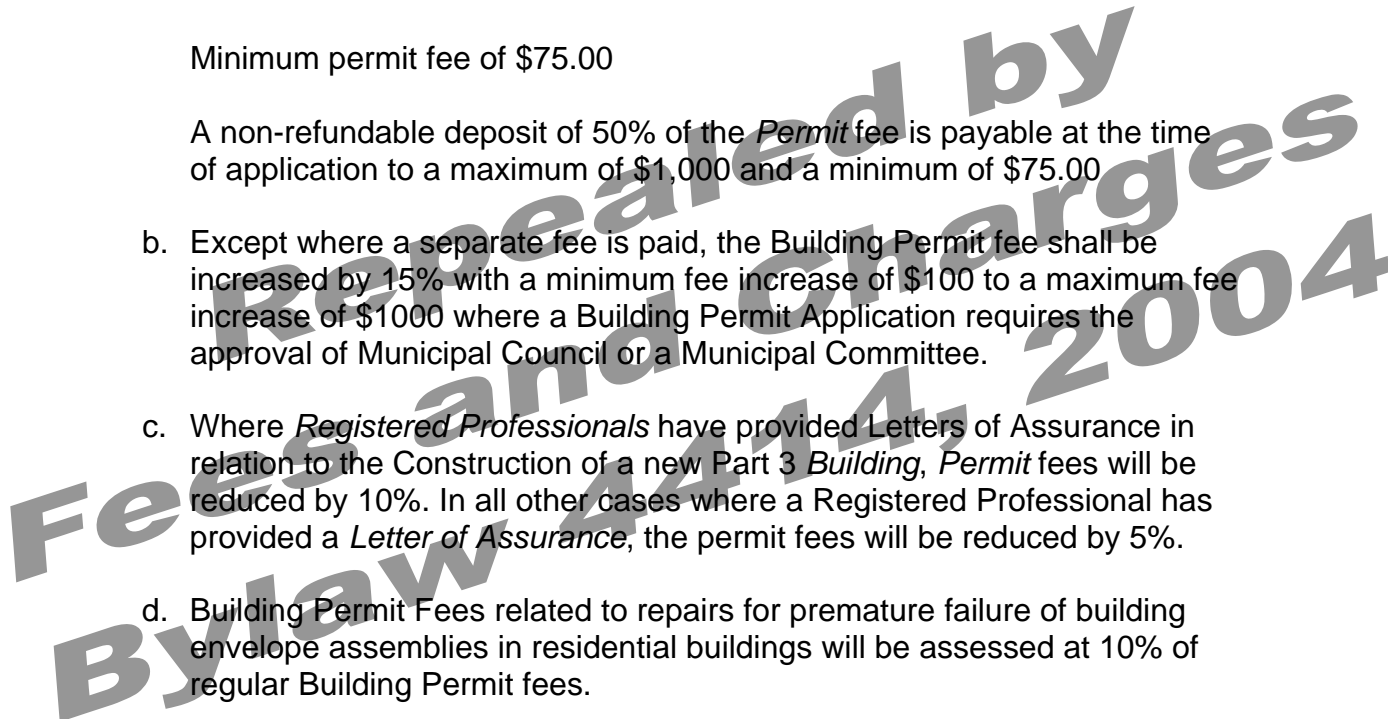 Minimum permit fee of $75.00
A non-refundable deposit of 50% of the Permit fee is payable at the time
of application to a maximum of $1,000 and a minimum of $75.00
b. Except where a separate fee is paid, the Building Permit fee shall be
increased by 15% with a minimum fee increase of $100 to a maximum fee
increase of $1000 where a Building Permit Application requires the
approval of Municipal Council or a Municipal Committee.
c. Where Registered Professionals have provided Letters of Assurance in
relation to the Construction of a new Part 3 Building, Permit fees will be
reduced by 10%. In all other cases where a Registered Professional has
provided a Letter of Assurance, the permit fees will be reduced by 5%.
d. Building Permit Fees related to repairs for premature failure of building
envelope assemblies in residential buildings will be assessed at 10% of
regular Building Permit fees.
Repealed by
Fees and Charges
Bylaw 4414, 2004